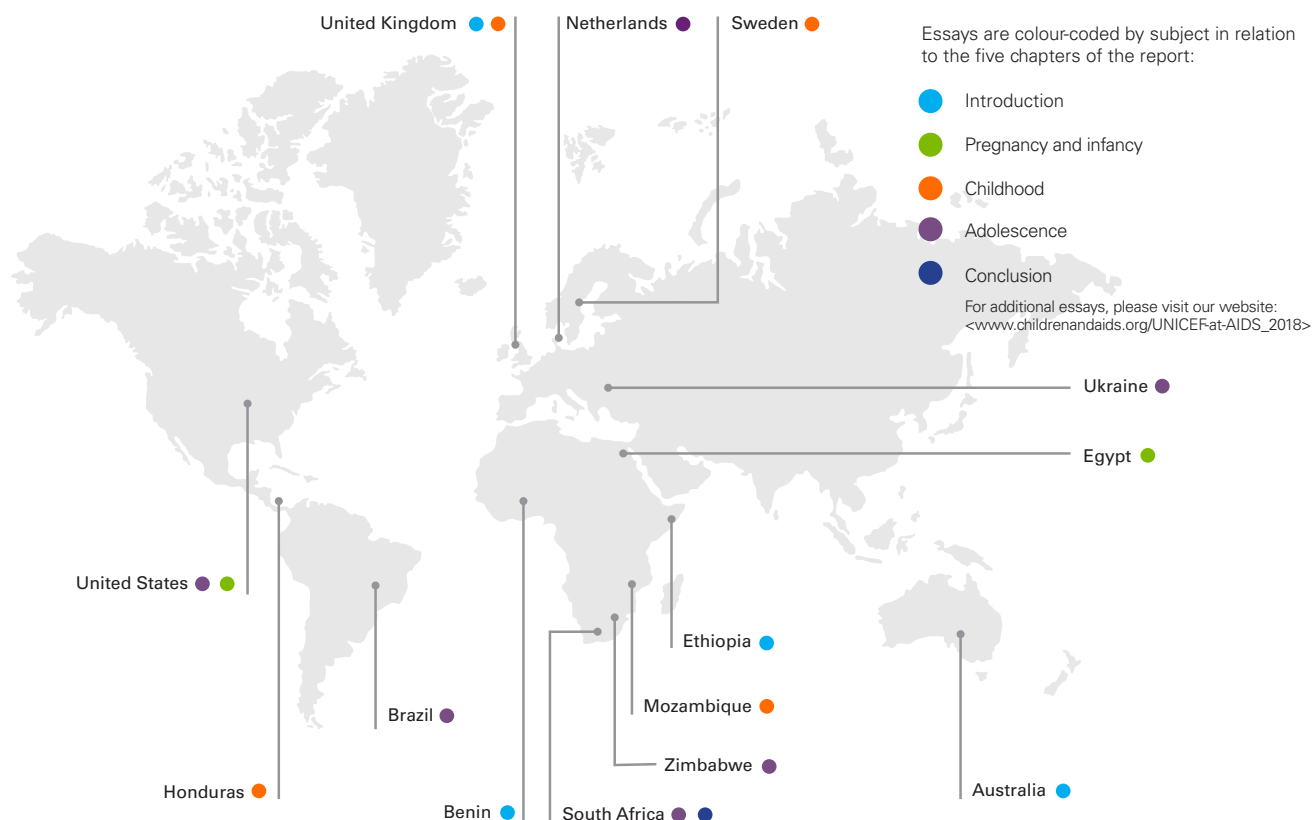 United Kingdom
Netherlands
Sweden
Essays are colour-coded by subject in relation
to the five chapters of the report:
Introduction
Pregnancy and infancy
Childhood
Adolescence
Conclusion
For additional essays, please visit our website:
<www.childrenandaids.org/UNICEF-at-AIDS_2018>
Ukraine
Egypt
United States
Ethiopia
Mozambique
Brazil
Zimbabwe
Honduras
Australia
Benin
South Africa